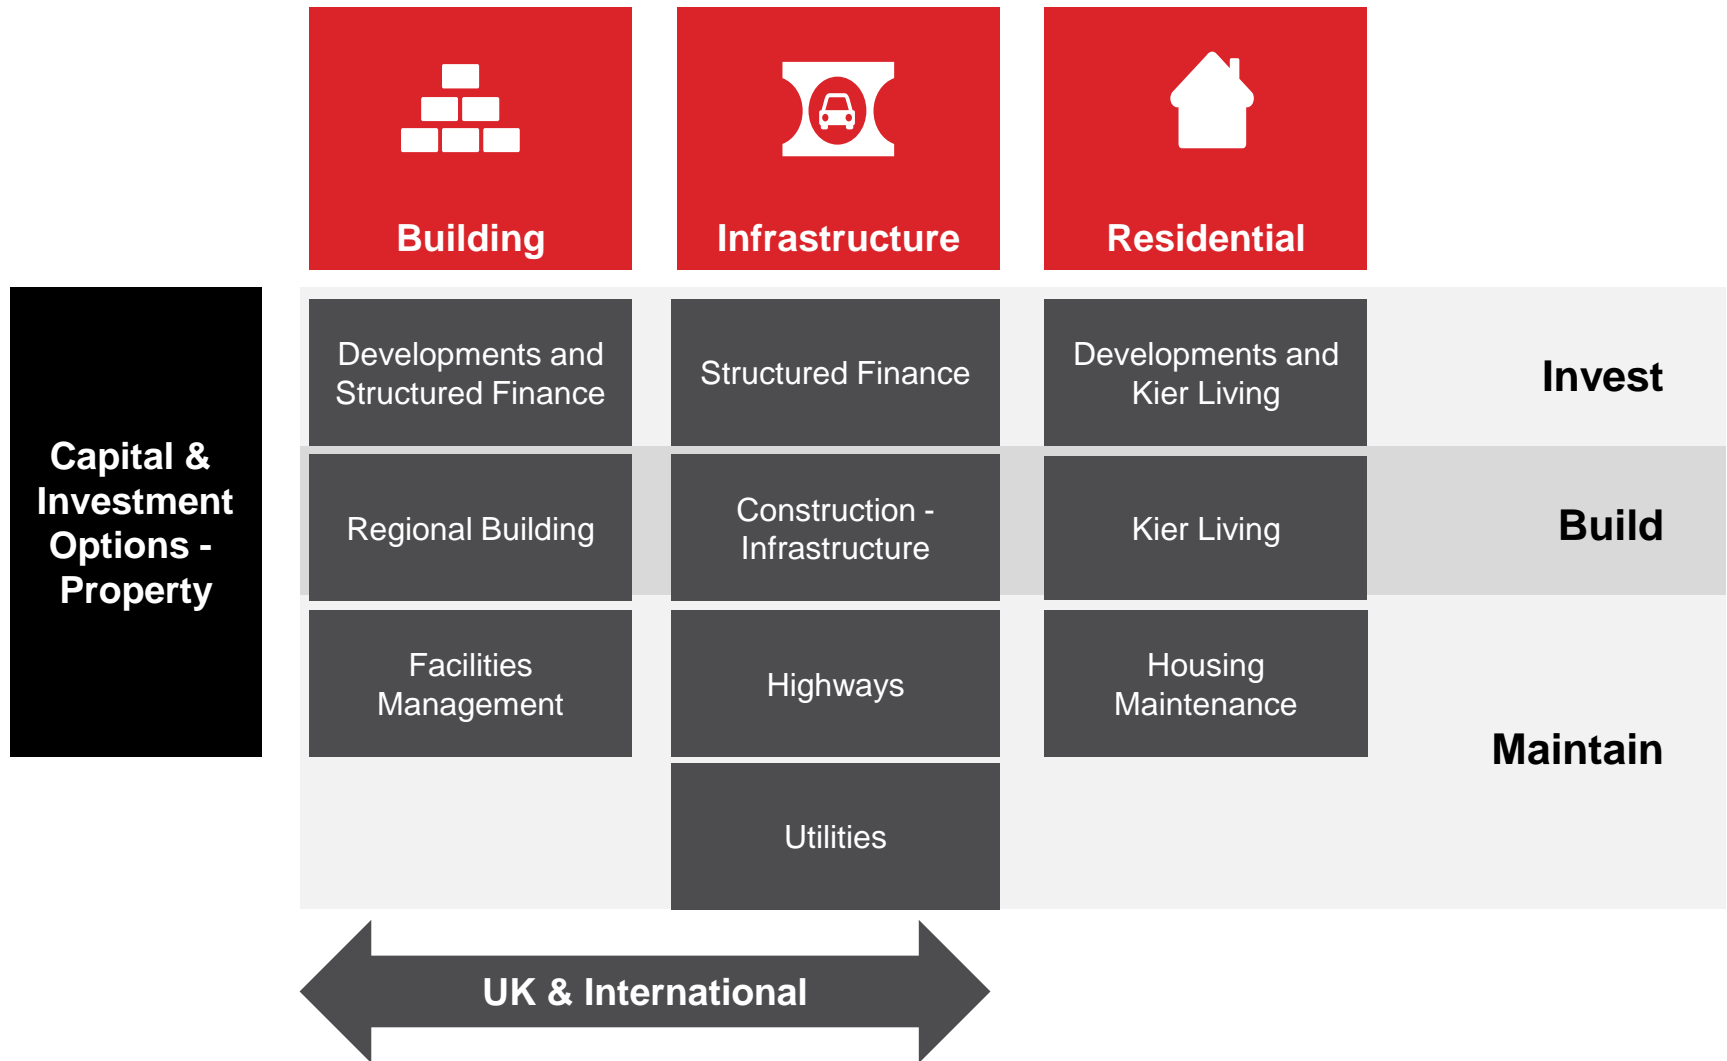 Building
Infrastructure
Residential
Capital &
Investment
Options -
Property
Developments and
Structured Finance
Structured Finance
Developments and
Kier Living
Invest
Regional Building
Construction -
Infrastructure
Kier Living
Build
Facilities
Management
Highways
Housing
Maintenance
Maintain
Utilities
UK & International